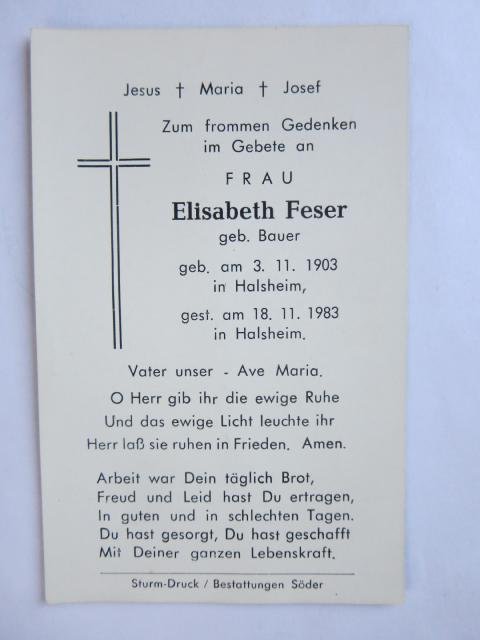 Jesus † Maria † Josef
Zum frommen Gedenken
im Gebete an
FRAU
Elisabeth Feser
geb. Bauer
geb. am 3. 11. 1903
in Halsheim,
gest. am 18. 11. 1983
in Halsheim.
Vater unser - Ave Maria.
O Herr gib ihr die ewige Ruhe
Und das ewige Licht leuchte ihr
Herr laß sie ruhen in Frieden. Amen.
Arbeit war Dein täglich Brot,
Freud und Leid hast Du ertragen,
In guten und in schlechten Tagen.
Du hast gesorgt, Du hast geschafft
Mit Deiner ganzen Lebenskraft.
Sturm-Druck / Bestattungen Söder